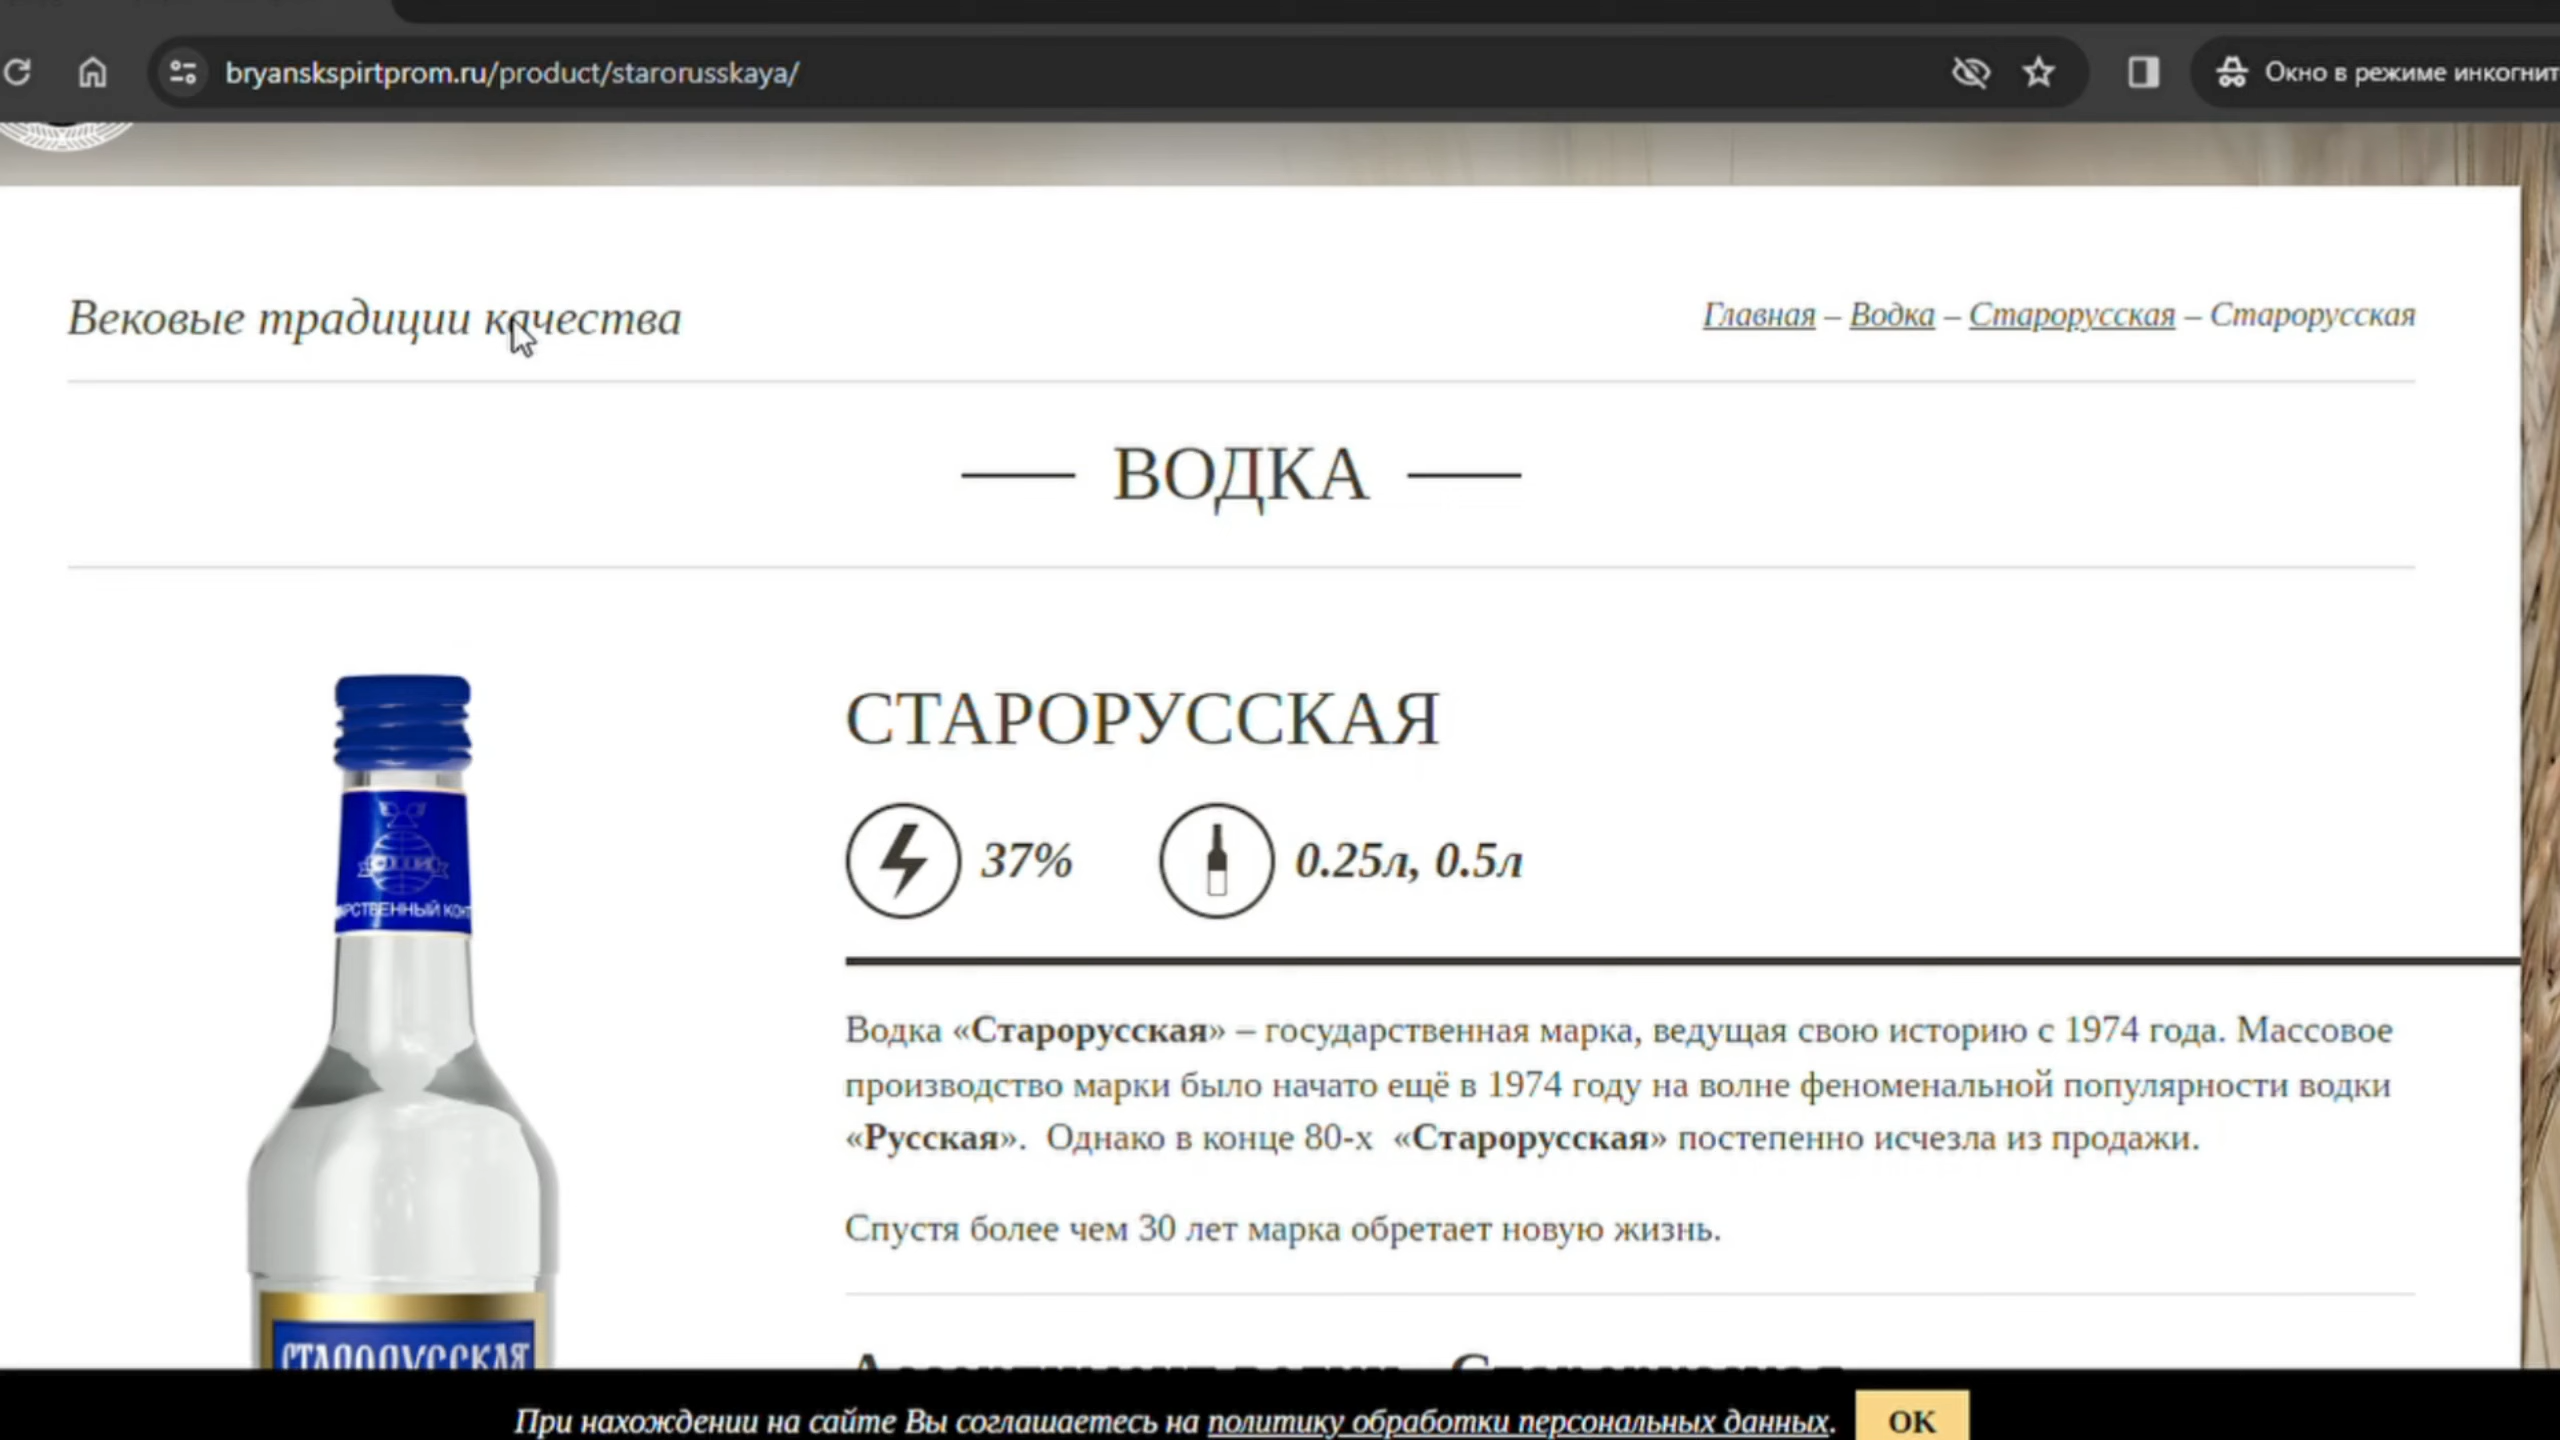 bryanskspirtprom.ru/product/starorusskaya/
Окно в режиме инкогнит
Вековые традиции качества
Главная – Водка – Старорусская – Старорусская
ВОДКА
СТАРОРУССКАЯ
37%
0.25л, 0.5л
РСТВЕННЫЙ КОН
Водка «Старорусская» – государственная марка, ведущая свою историю с 1974 года. Массовое
производство марки было начато ещё в 1974 году на волне феноменальной популярности водки
«Русская». Однако в конце 80-х «Старорусская» постепенно исчезла из продажи.
Спустя более чем 30 лет марка обретает новую жизнь.
СТАРОРУССКАЯ
При нахождении на сайте Вы соглашаетесь на политику обработки персональных данных.
OK